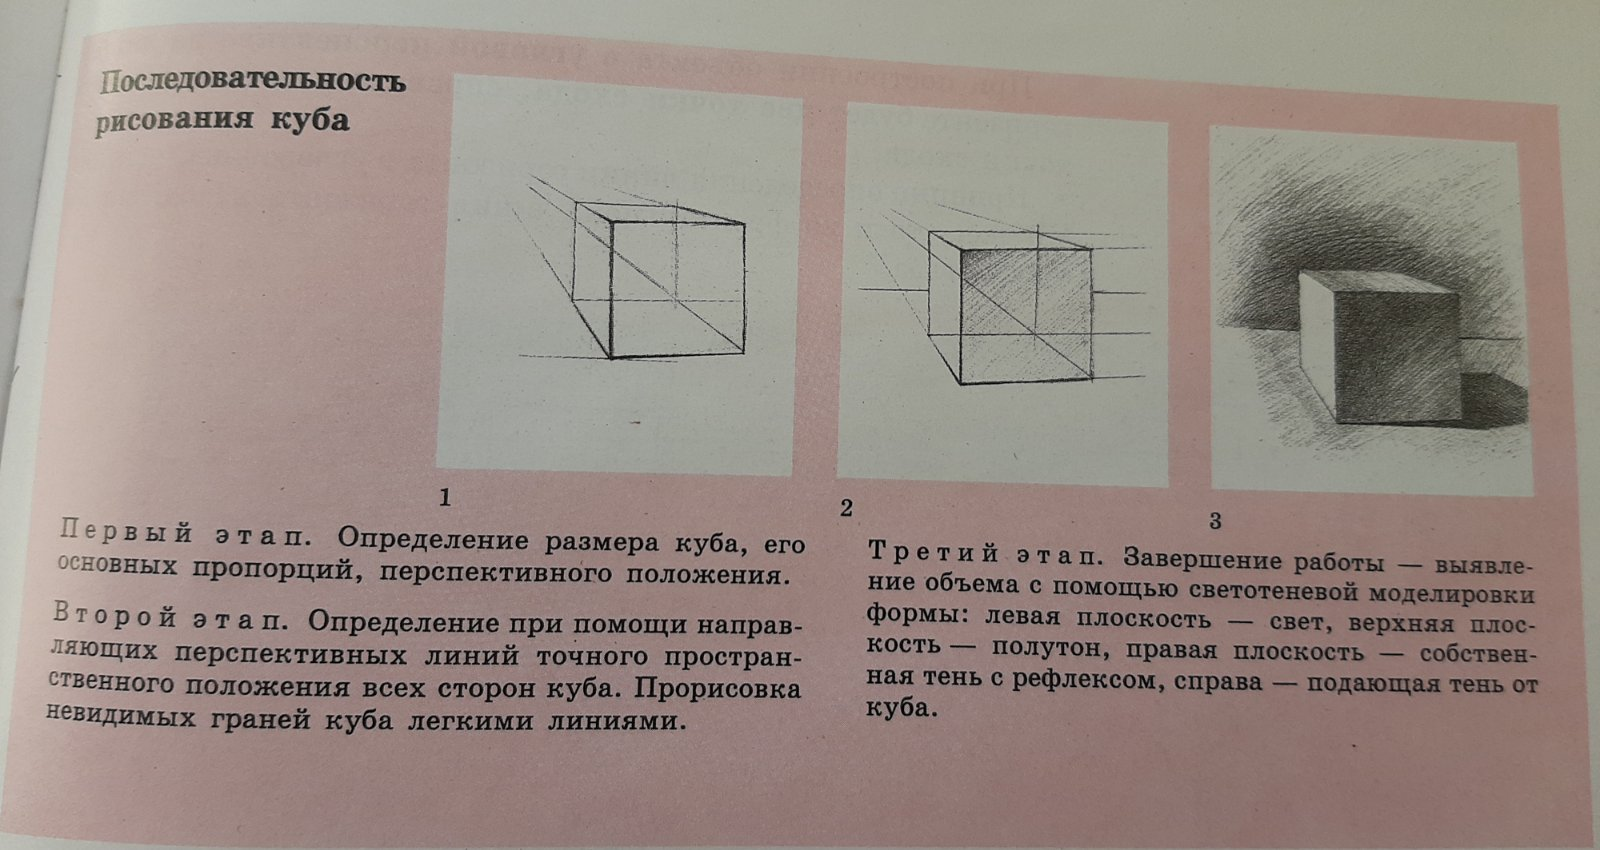 Последовательность
рисования куба
1
2
3
Первый этап. Определение размера куба, его
основных пропорций, перспективного положения.
Второй этап. Определение при помощи направ-
ляющих перспективных линий точного простран-
ственного положения всех сторон куба. Прорисовка
невидимых граней куба легкими линиями.
Третий этап. Завершение работы — выявле-
ние объема с помощью светотеневой моделировки
формы: левая плоскость — свет, верхняя плос-
кость — полутон, правая плоскость — собствен-
ная тень с рефлексом, справа — подающая тень от
куба.